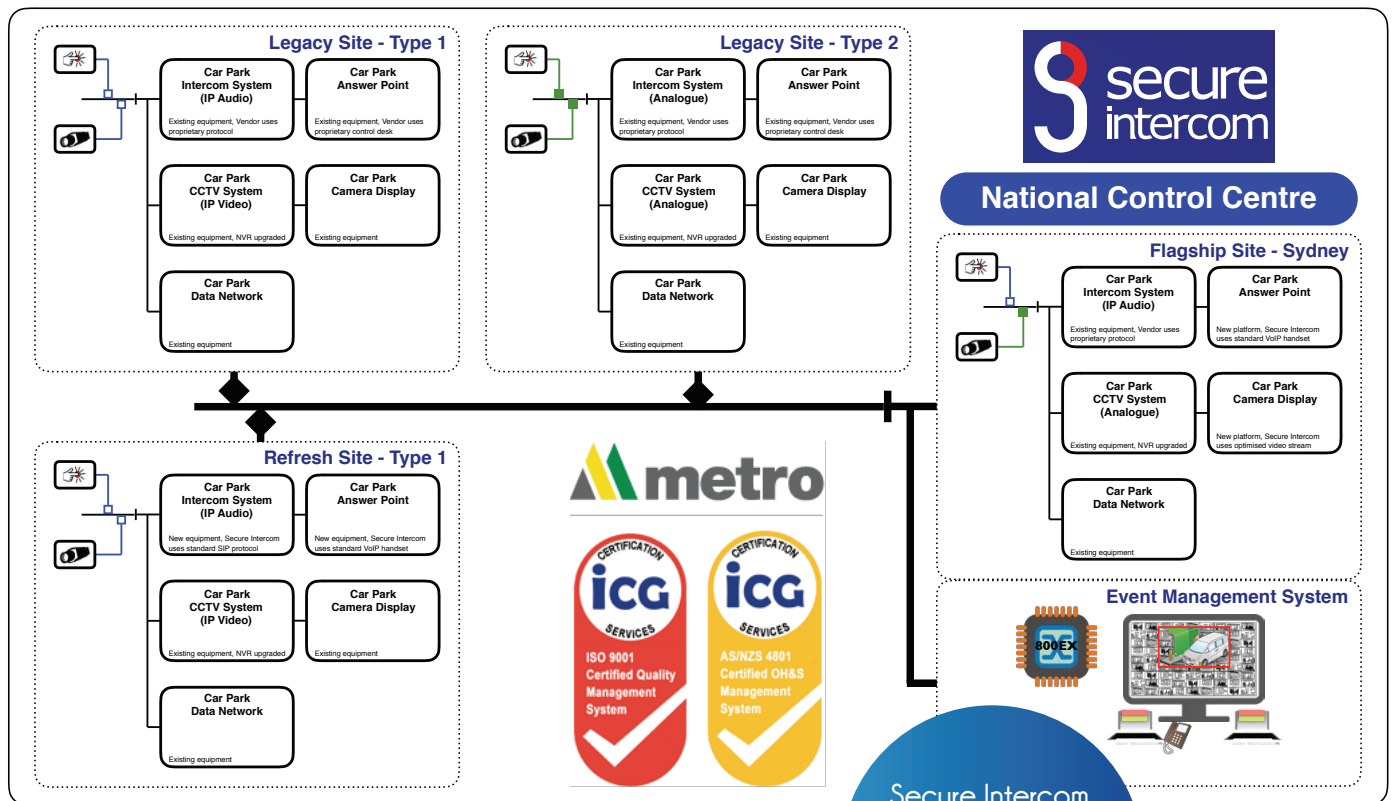 Legacy Site - Type 1
Car Park
Intercom System
(IP Audio)
Existing equipment, Vendor uses
proprietary protocol
Car Park
Answer Point
Existing equipment, Vendor uses
proprietary control desk
Car Park
CCTV System
(IP Video)
Existing equipment, NVR upgraded
Car Park
Camera Display
Existing equipment
Car Park
Data Network
Existing equipment
Legacy Site - Type 2
Car Park
Intercom System
(Analogue)
Existing equipment, Vendor uses
proprietary protocol
Car Park
Answer Point
Existing equipment, Vendor uses
proprietary control desk
Car Park
CCTV System
(Analogue)
Existing equipment, NVR upgraded
Car Park
Camera Display
Existing equipment
Car Park
Data Network
Existing equipment
secure
intercom
National Control Centre
Flagship Site - Sydney
Car Park
Intercom System
(IP Audio)
Existing equipment, Vendor uses
proprietary protocol
Car Park
Answer Point
New platform, Secure Intercom
uses standard VoIP handset
Car Park
CCTV System
(Analogue)
Existing equipment, NVR upgraded
Car Park
Camera Display
New platform, Secure Intercom
uses optimised video stream
Car Park
Data Network
Existing equipment
Refresh Site - Type 1
Car Park
Intercom System
(IP Audio)
New equipment, Secure Intercom
uses standard SIP protocol
Car Park
Answer Point
New equipment, Secure Intercom
uses standard VoIP handset
Car Park
CCTV System
(IP Video)
Existing equipment, NVR upgraded
Car Park
Camera Display
Existing equipment
Car Park
Data Network
Existing equipment
metro
CERTIFICATION
icG
SERVICES
ISO 9001
Certified Quality
Management
System
CERTIFICATION
icG
SERVICES
AS/NZS 4801
Certified OH&S
Management
System
Event Management System
800EX
Secure Intercom